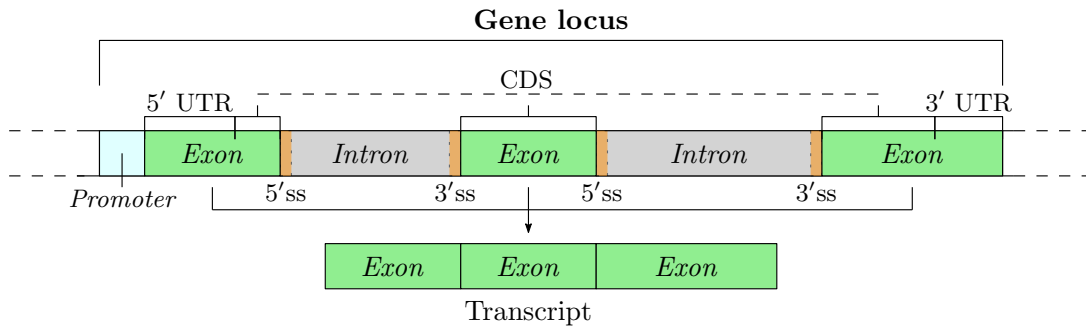 Gene locus
CDS
5′ UTR 3′ UTR
Exon Intron Exon Intron Exon
Promoter 5′ss 3′ss 5′ss 3′ss
Exon Exon Exon
Transcript